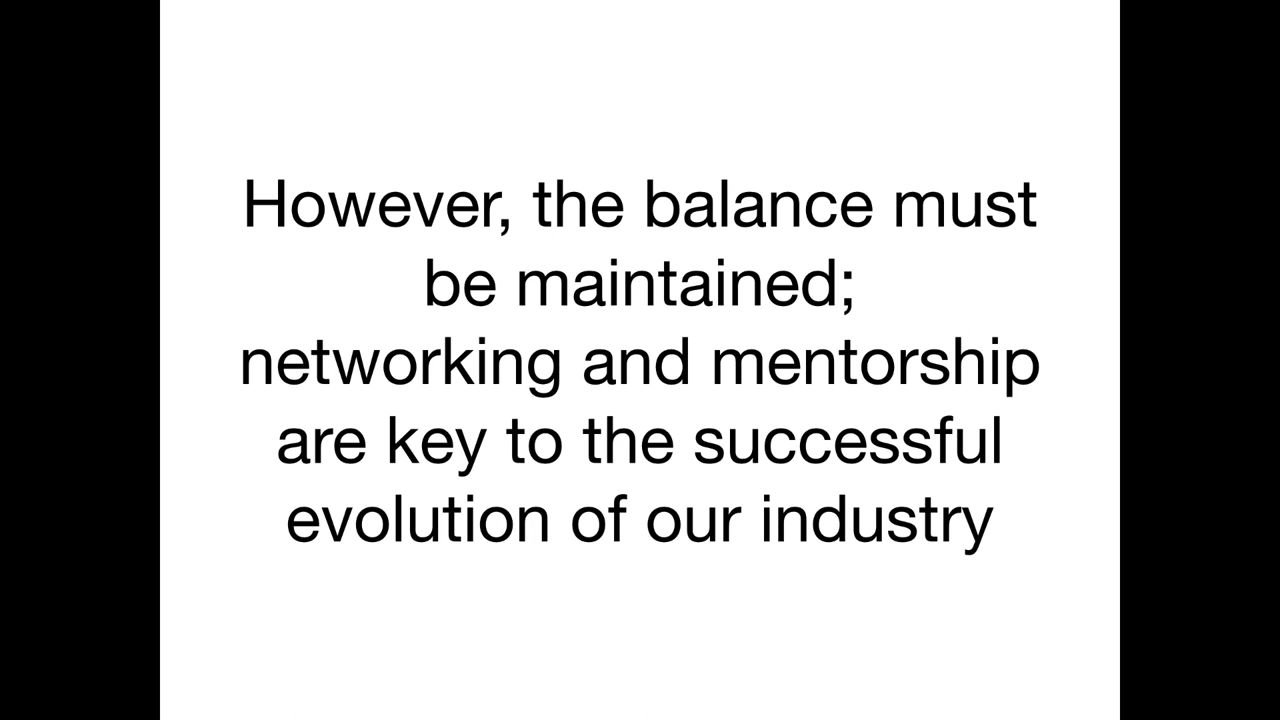 However, the balance must
be maintained;
networking and mentorship
are key to the successful
evolution of our industry